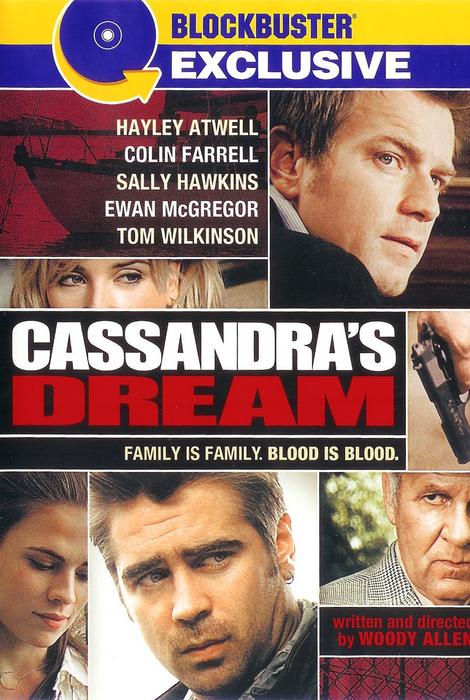 BLOCKBUSTER®
EXCLUSIVE
HAYLEY ATWELL
COLIN FARRELL
SALLY HAWKINS
EWAN McGREGOR
TOM WILKINSON
CASSANDRA'S
DREAM
FAMILY IS FAMILY. BLOOD IS BLOOD.
written and directed
by WOODY ALLEN